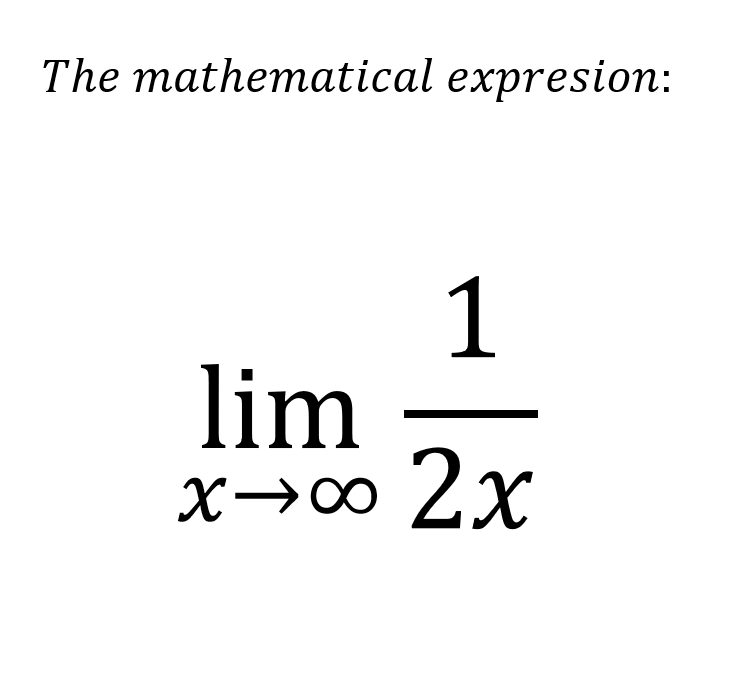 The mathematical expresion:
lim x→∞ 1/2x